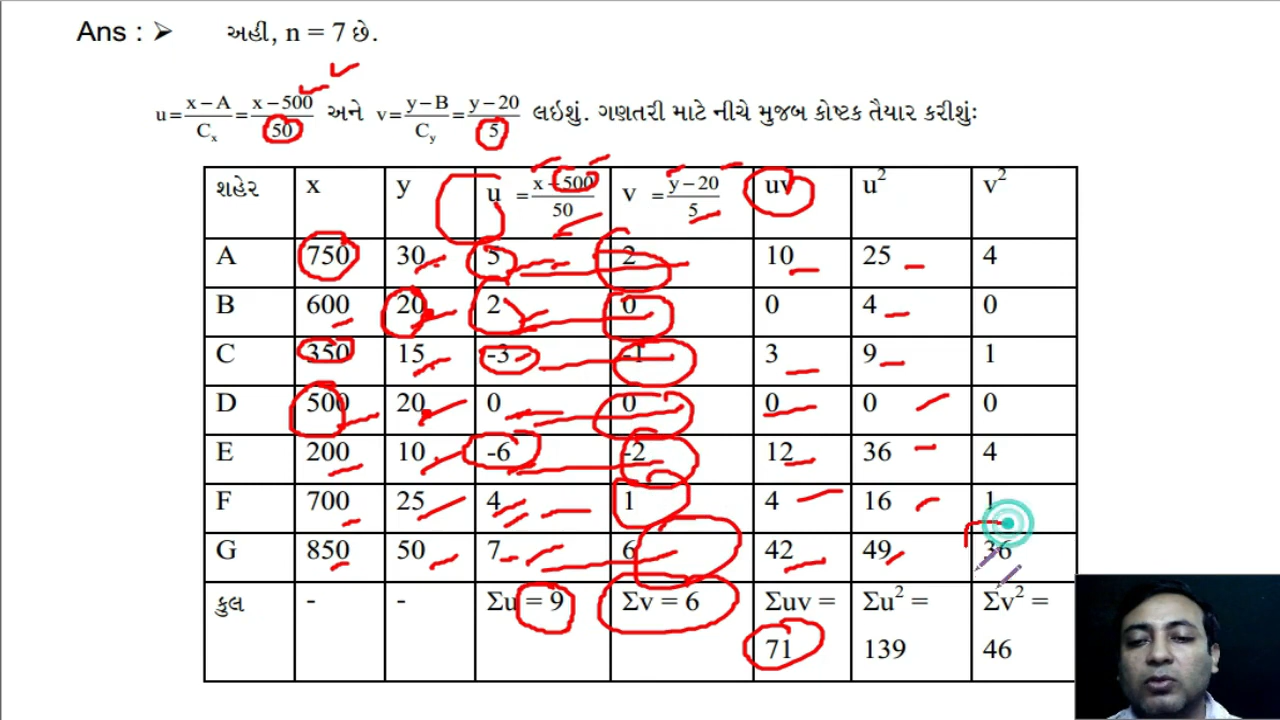 Ans : ➢ અહી, n = 7 છે.
u = x – A / Cx = x – 500 / 50 અને v = y – B / Cy = y – 20 / 5 લઇશું. ગણતરી માટે નીચે મુજબ કોષ્ટક તૈયાર કરીશુંઃ
શહેર x y u = x – 500 / 50 v = y – 20 / 5 uv u² v²
A 750 30 5 2 10 25 4
B 600 20 2 0 0 4 0
C 350 15 -3 -1 3 9 1
D 500 20 0 0 0 0 0
E 200 10 -6 -2 12 36 4
F 700 25 4 1 4 16 1
G 850 50 7 6 42 49 36
કુલ - - Σu = 9 Σv = 6 Σuv = Σu² = Σv² =
71 139 46